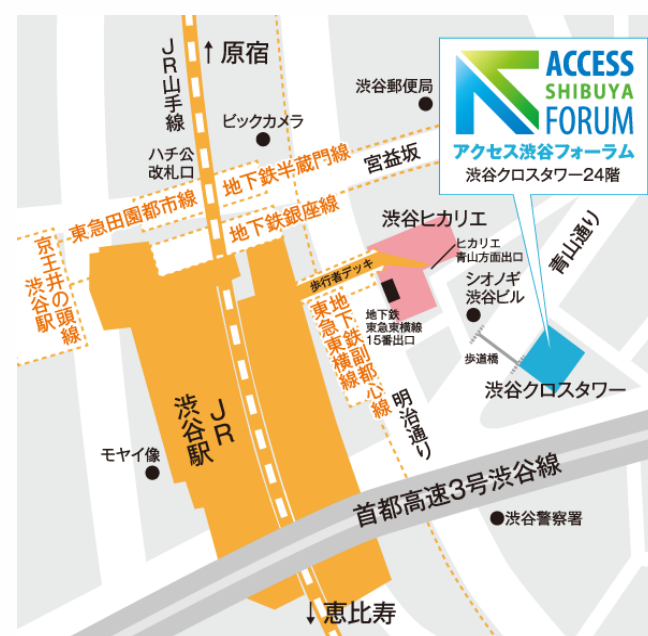 ↑原宿
JR山手線
ACCESS
SHIBUYA
FORUM
アクセス渋谷フォーラム
渋谷クロスタワー24階
渋谷郵便局
ビックカメラ
ハチ公
改札口
地下鉄半蔵門線
宮益坂
東急田園都市線
地下鉄銀座線
京王井の頭線
渋谷駅
渋谷ヒカリエ
ヒカリエ
青山方面出口
青山通り
歩行者デッキ
シオノギ
渋谷ビル
地下鉄
東急東横線
15番出口
地下鉄副都心線
東急東横線
歩道橋
渋谷クロスタワー
明治通り
JR
渋谷駅
モヤイ像
首都高速3号渋谷線
渋谷警察署
↓恵比寿